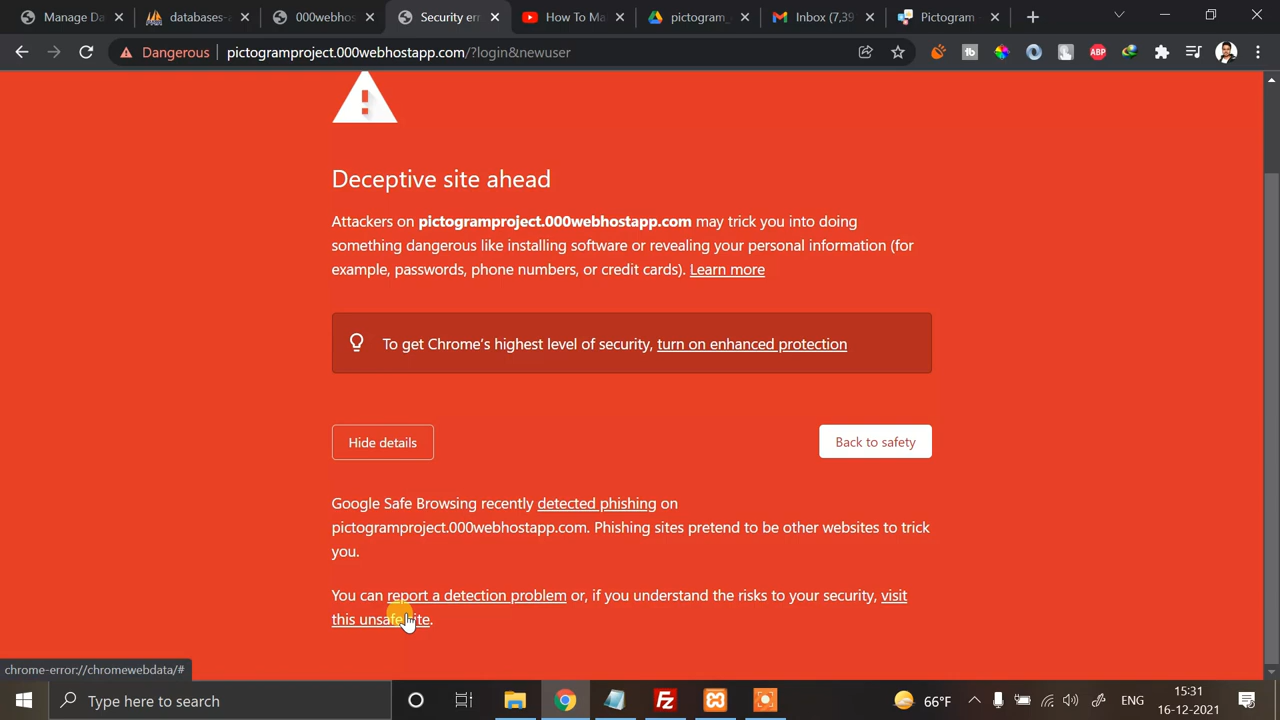 Manage Da
databases-a
000webhos
Security err
How To Ma
pictogram_
Inbox (7,39
Pictogram
Dangerous
pictogramproject.000webhostapp.com/?login&newuser
tb
ABP
!
Deceptive site ahead
Attackers on pictogramproject.000webhostapp.com may trick you into doing
something dangerous like installing software or revealing your personal information (for
example, passwords, phone numbers, or credit cards). Learn more
To get Chrome's highest level of security, turn on enhanced protection
Hide details
Back to safety
Google Safe Browsing recently detected phishing on
pictogramproject.000webhostapp.com. Phishing sites pretend to be other websites to trick
you.
You can report a detection problem or, if you understand the risks to your security, visit
this unsafe site.
chrome-error://chromewebdata/#
Type here to search
66°F
ENG
15:31
16-12-2021